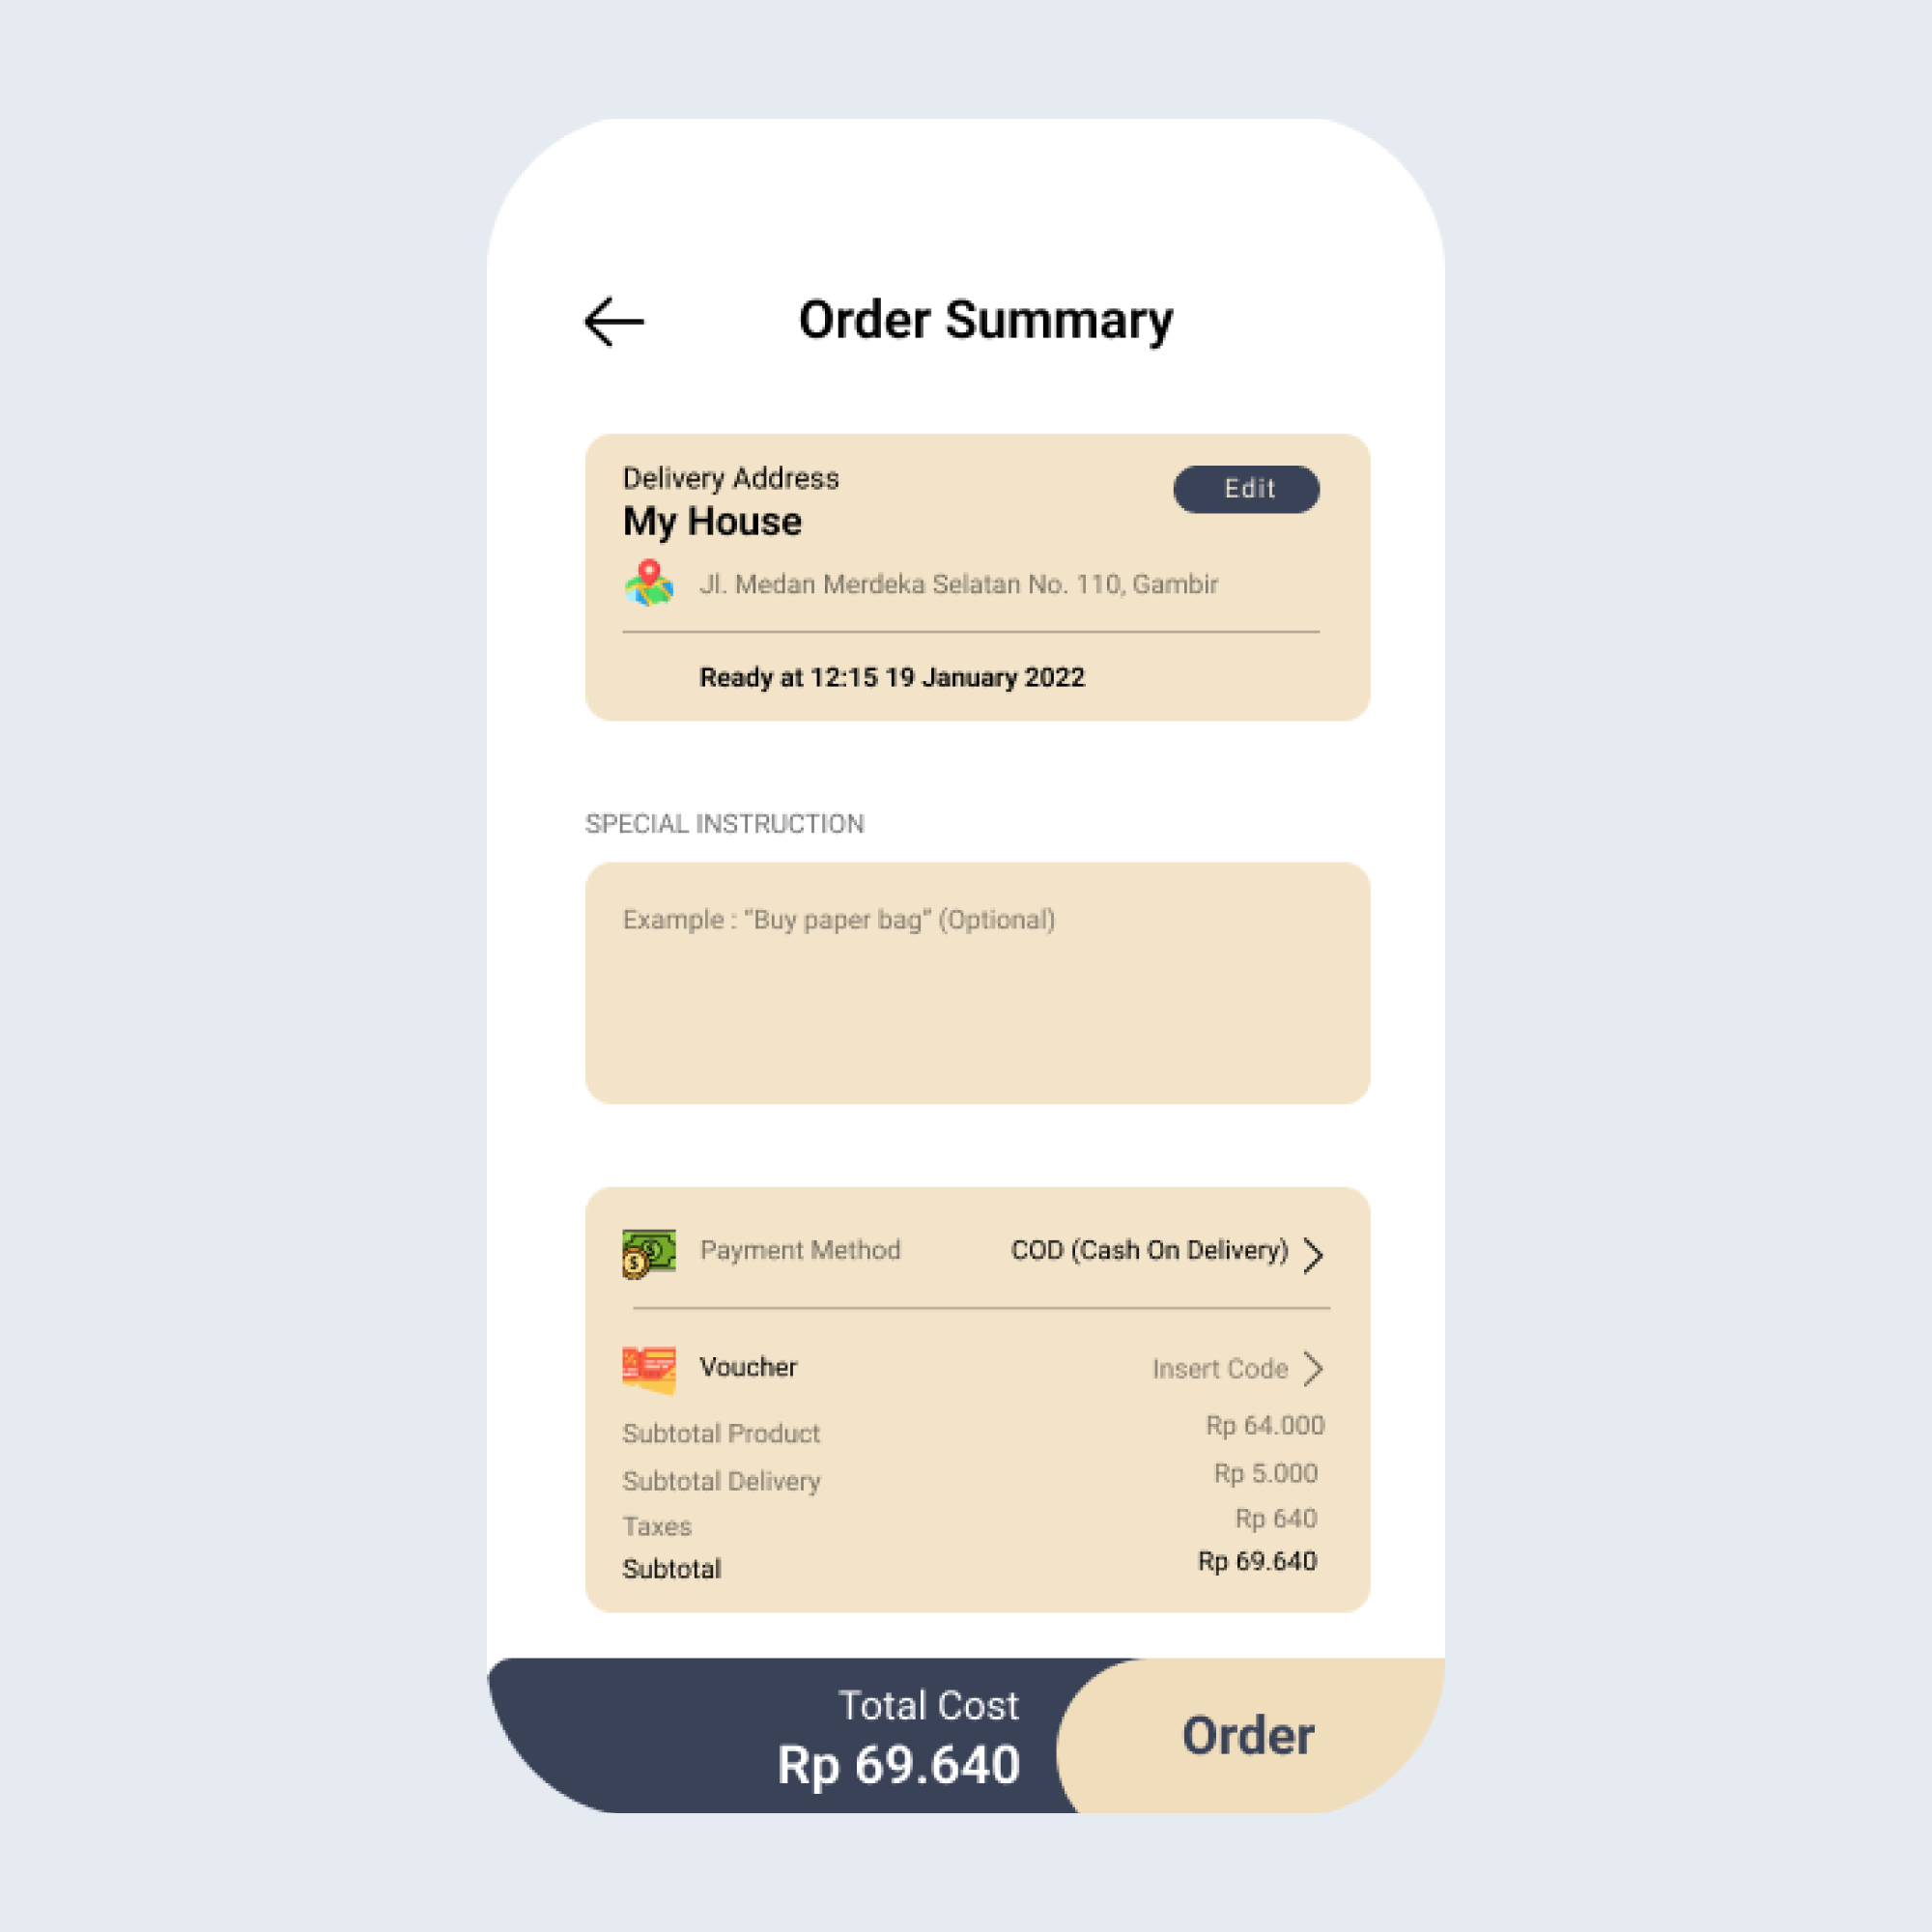 Order Summary
Delivery Address
Edit
My House
Jl. Medan Merdeka Selatan No. 110, Gambir
Ready at 12:15 19 January 2022
SPECIAL INSTRUCTION
Example : “Buy paper bag” (Optional)
Payment Method COD (Cash On Delivery)
Voucher Insert Code
Subtotal Product Rp 64.000
Subtotal Delivery Rp 5.000
Taxes Rp 640
Subtotal Rp 69.640
Total Cost
Rp 69.640
Order